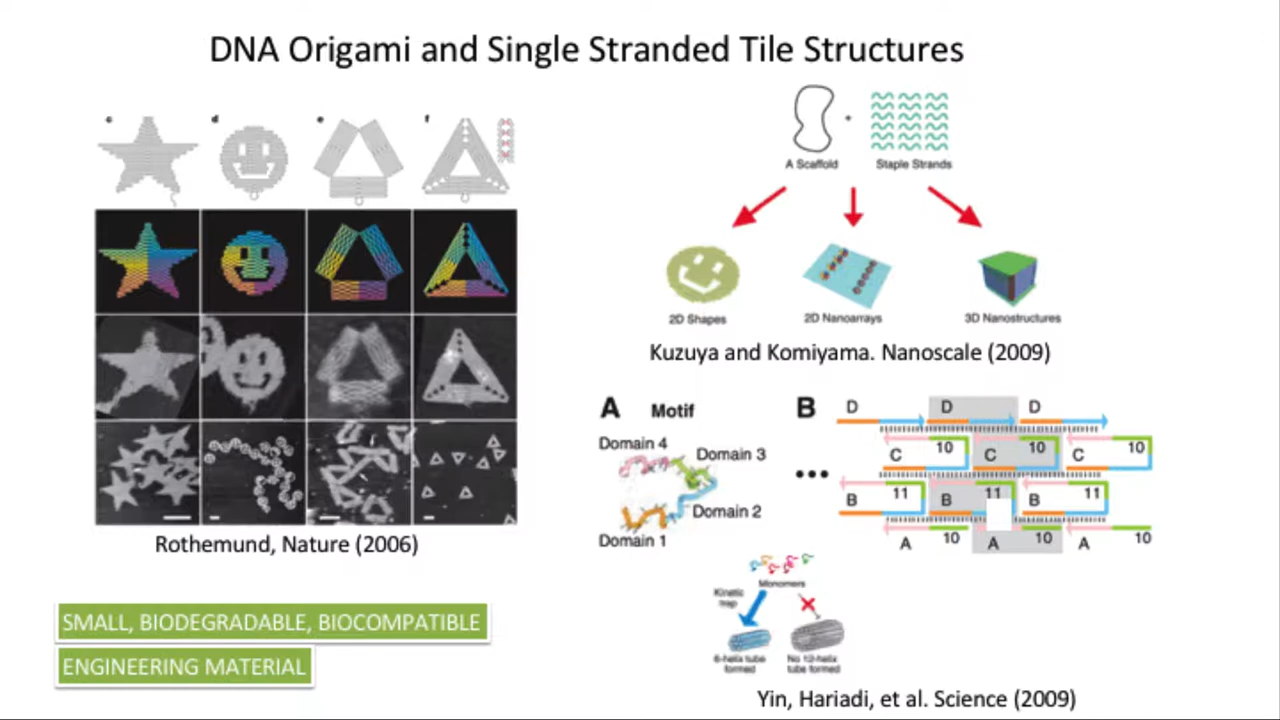 DNA Origami and Single Stranded Tile Structures
c
d
e
f
A Scaffold
+
Staple Strands
2D Shapes
2D Nanoarrays
3D Nanostructures
Kuzuya and Komiyama. Nanoscale (2009)
Rothemund, Nature (2006)
SMALL, BIODEGRADABLE, BIOCOMPATIBLE
ENGINEERING MATERIAL
A Motif
Domain 4
Domain 3
Domain 2
Domain 1
B
D D D
10 10 10
C C C
•••
11 11 11
B B B
10 10 10
A A A
Monomers
Kinetic
trap
6-helix tube
formed
No 12-helix
tube formed
Yin, Hariadi, et al. Science (2009)